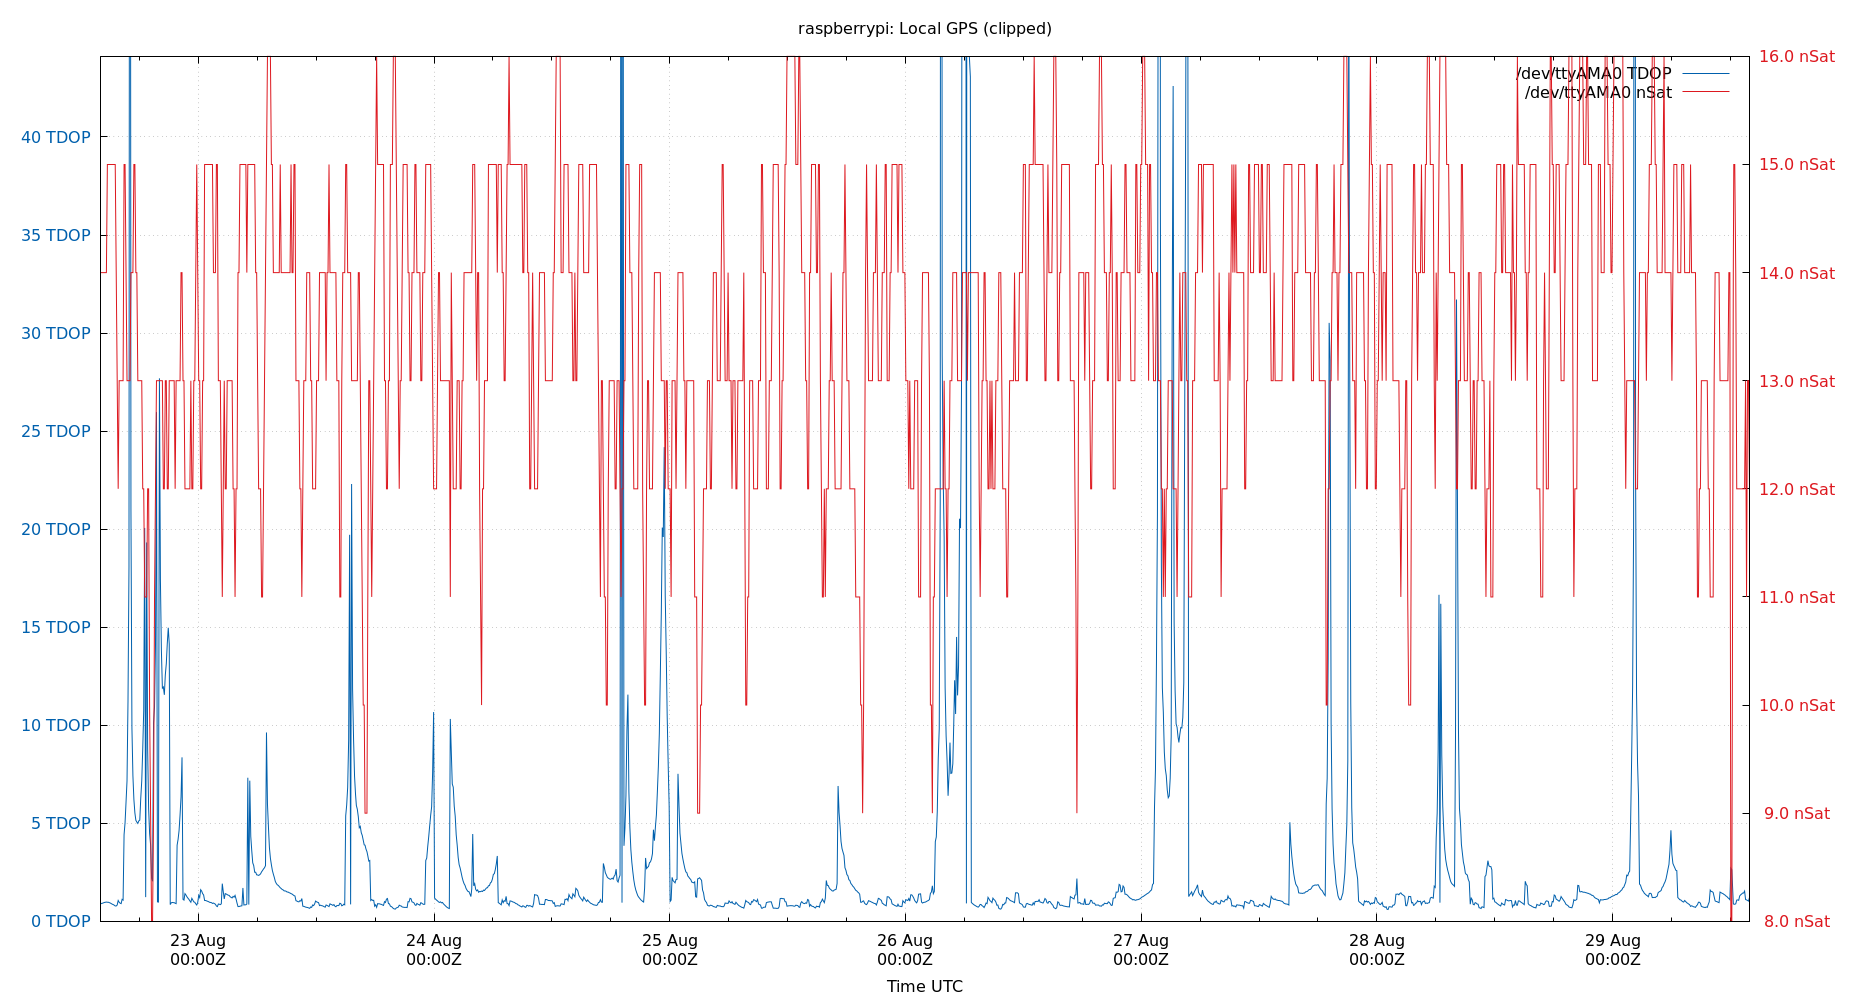 raspberrypi: Local GPS (clipped)
16.0 nSat
/dev/ttyAMA0 TDOP
/dev/ttyAMA0 nSat
40 TDOP
15.0 nSat
35 TDOP
14.0 nSat
30 TDOP
13.0 nSat
25 TDOP
12.0 nSat
20 TDOP
11.0 nSat
15 TDOP
10.0 nSat
10 TDOP
9.0 nSat
5 TDOP
8.0 nSat
0 TDOP
23 Aug 24 Aug 25 Aug 26 Aug 27 Aug 28 Aug 29 Aug
00:00Z 00:00Z 00:00Z 00:00Z 00:00Z 00:00Z 00:00Z
Time UTC